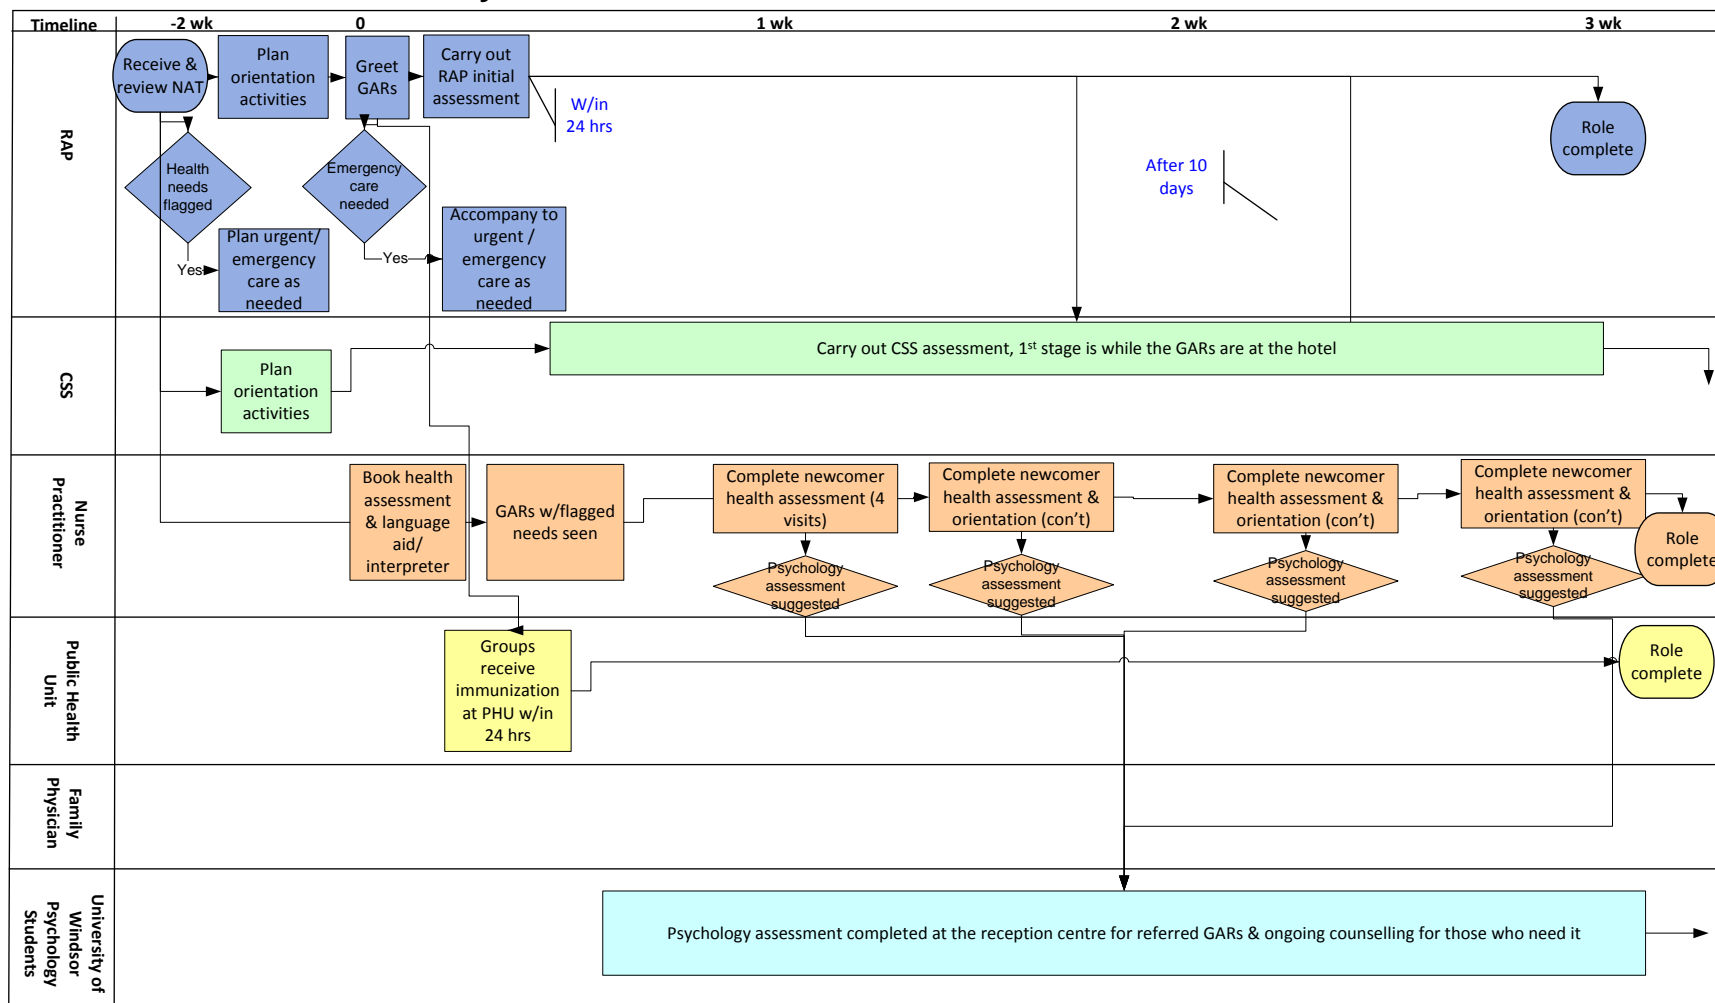 Timeline
-2 wk
0
1 wk
2 wk
3 wk
RAP
Receive &
review NAT
Plan
orientation
activities
Greet
GARs
Carry out
RAP initial
assessment
W/in
24 hrs
After 10
days
Role
complete
Health
needs
flagged
Emergency
care
needed
Yes
Plan urgent/
emergency
care as
needed
Yes
Accompany to
urgent /
emergency
care as
needed
CSS
Plan
orientation
activities
Carry out CSS assessment, 1st stage is while the GARs are at the hotel
Nurse
Practitioner
Book health
assessment
& language
aid/
interpreter
GARs w/flagged
needs seen
Complete newcomer
health assessment (4
visits)
Complete newcomer
health assessment &
orientation (con't)
Complete newcomer
health assessment &
orientation (con't)
Complete newcomer
health assessment &
orientation (con't)
Role
complete
Psychology
assessment
suggested
Psychology
assessment
suggested
Psychology
assessment
suggested
Psychology
assessment
suggested
Public Health
Unit
Groups
receive
immunization
at PHU w/in
24 hrs
Role
complete
Family
Physician
University of
Windsor
Psychology
Students
Psychology assessment completed at the reception centre for referred GARs & ongoing counselling for those who need it